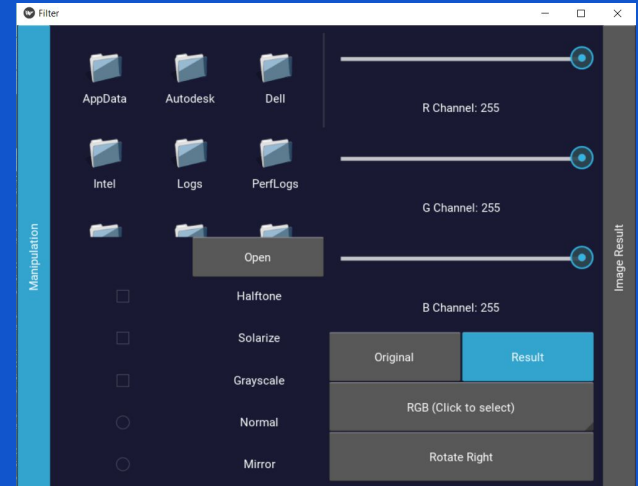 Filter
Manipulation
AppData Autodesk Dell
Intel Logs PerfLogs
Open
Halftone
Solarize
Grayscale
Normal
Mirror
R Channel: 255
G Channel: 255
B Channel: 255
Original Result
RGB (Click to select)
Rotate Right
Image Result